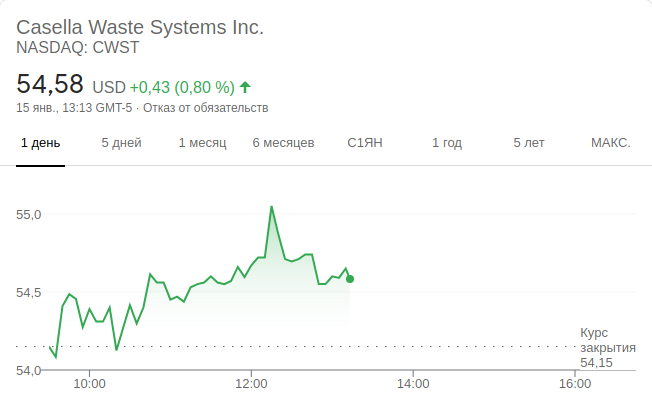 Casella Waste Systems Inc.
NASDAQ: CWST
54,58 USD +0,43 (0,80 %)
15 янв., 13:13 GMT-5 · Отказ от обязательств
1 день 5 дней 1 месяц 6 месяцев С1ЯН 1 год 5 лет МАКС.
55,0
54,5
Курс
закрытия
54,15
54,0
10:00 12:00 14:00 16:00